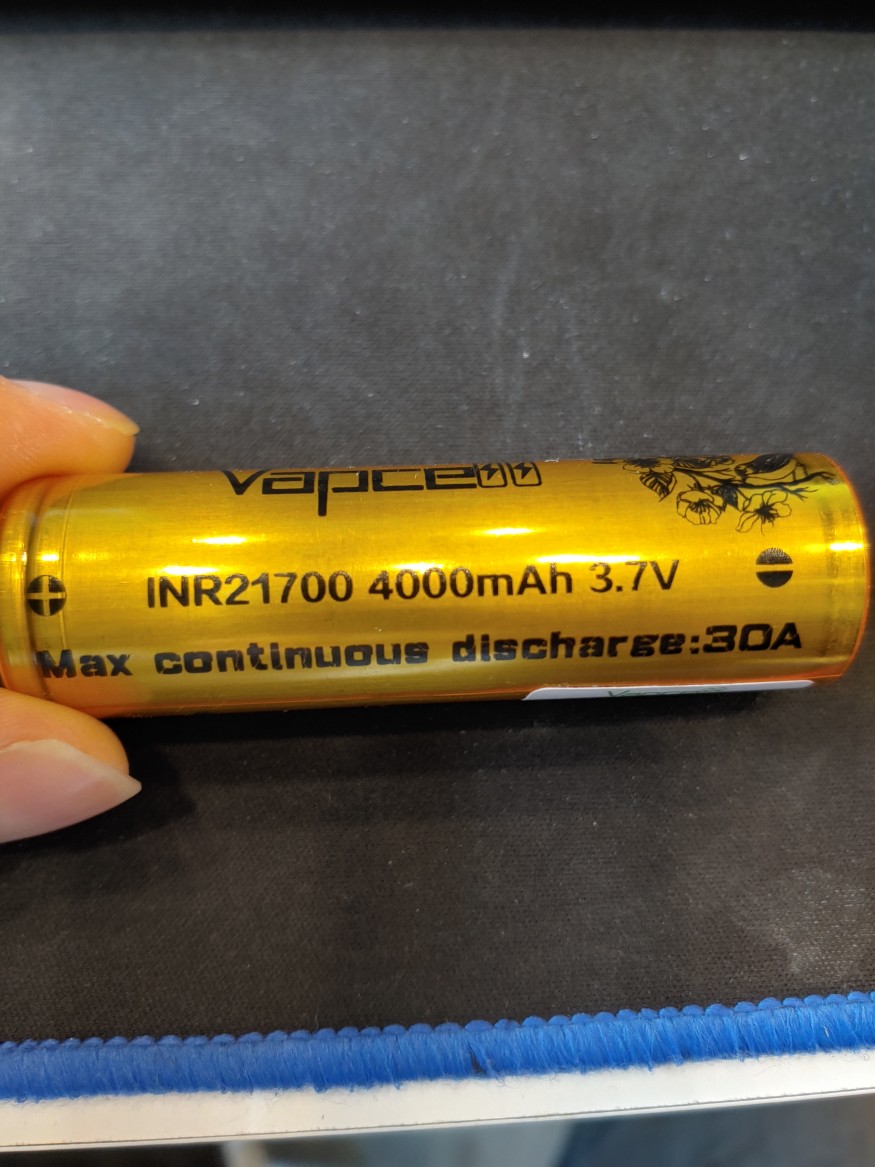 Vapcell
INR21700 4000mAh 3.7V
Max continuous discharge:30A